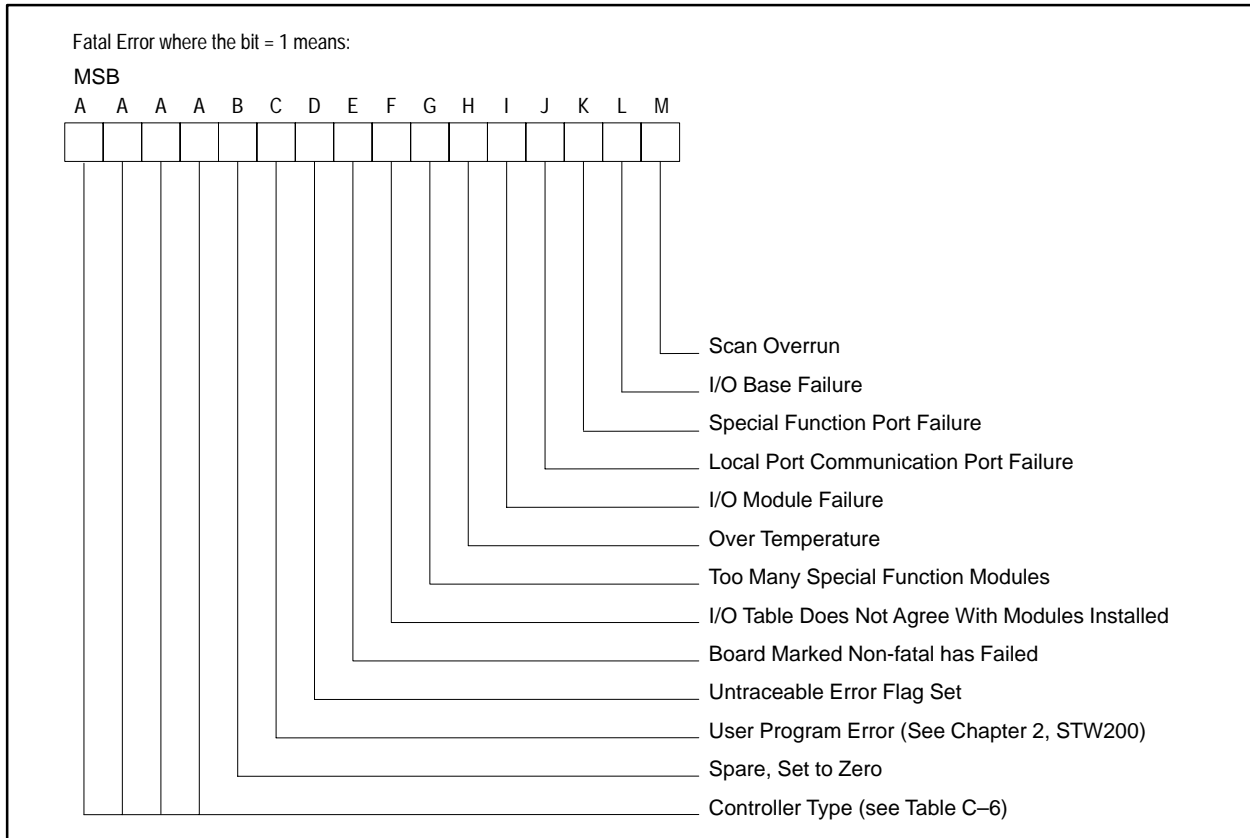 Fatal Error where the bit = 1 means:
MSB
A A A A B C D E F G H I J K L M
Scan Overrun
I/O Base Failure
Special Function Port Failure
Local Port Communication Port Failure
I/O Module Failure
Over Temperature
Too Many Special Function Modules
I/O Table Does Not Agree With Modules Installed
Board Marked Non-fatal has Failed
Untraceable Error Flag Set
User Program Error (See Chapter 2, STW200)
Spare, Set to Zero
Controller Type (see Table C–6)